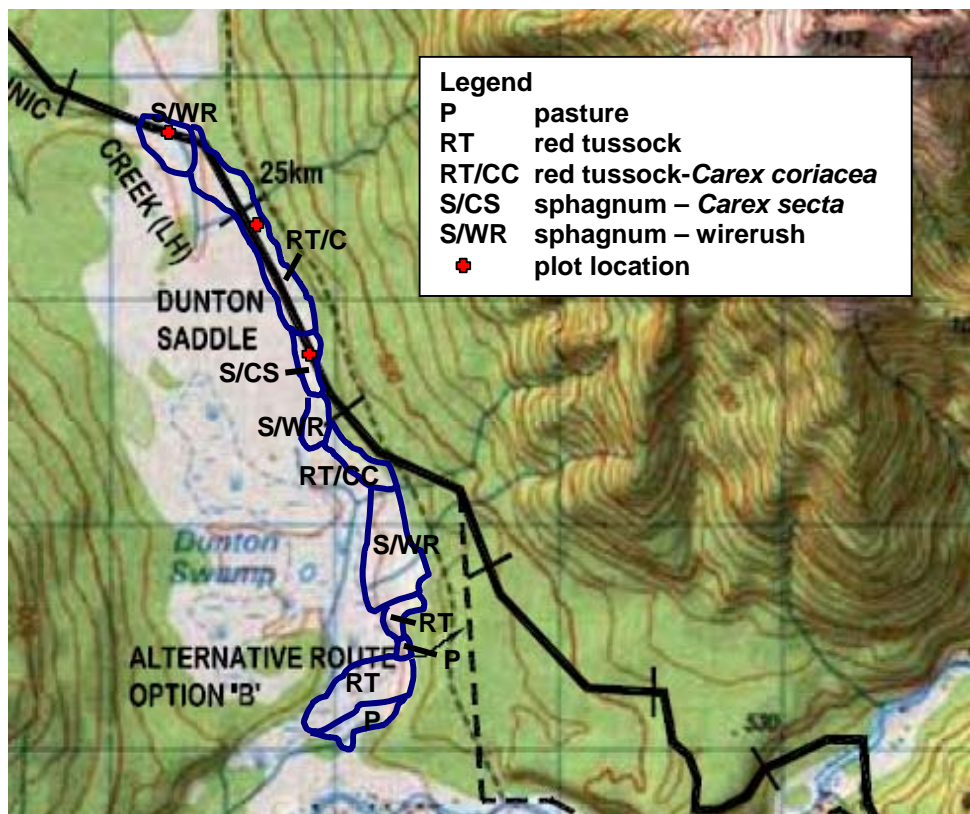 Legend
P pasture
RT red tussock
RT/CC red tussock-Carex coriacea
S/CS sphagnum – Carex secta
S/WR sphagnum – wirerush
plot location
NIC
S/WR
CREEK (LH)
25km
RT/C
DUNTON
SADDLE
S/CS
S/WR
RT/CC
S/WR
Dunton
Swamp
RT
P
ALTERNATIVE ROUTE
OPTION 'B'
RT
P
530